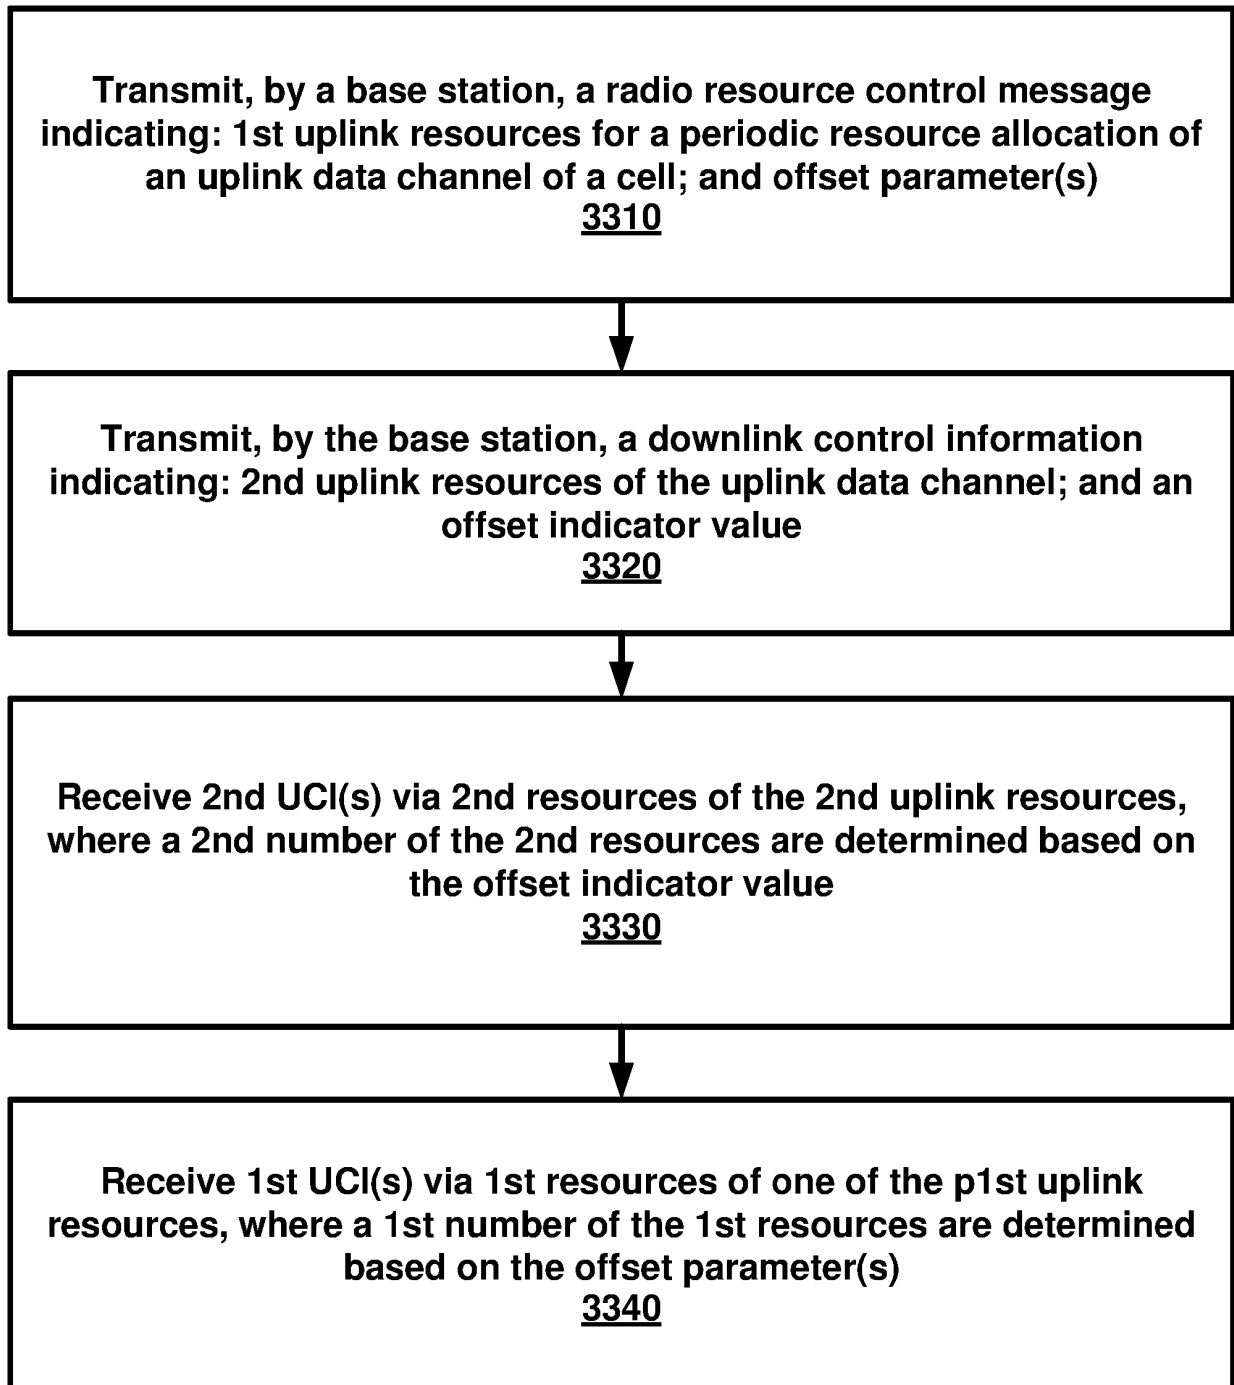 Transmit, by a base station, a radio resource control message
indicating: 1st uplink resources for a periodic resource allocation of
an uplink data channel of a cell; and offset parameter(s)
3310
Transmit, by the base station, a downlink control information
indicating: 2nd uplink resources of the uplink data channel; and an
offset indicator value
3320
Receive 2nd UCI(s) via 2nd resources of the 2nd uplink resources,
where a 2nd number of the 2nd resources are determined based on
the offset indicator value
3330
Receive 1st UCI(s) via 1st resources of one of the p1st uplink
resources, where a 1st number of the 1st resources are determined
based on the offset parameter(s)
3340